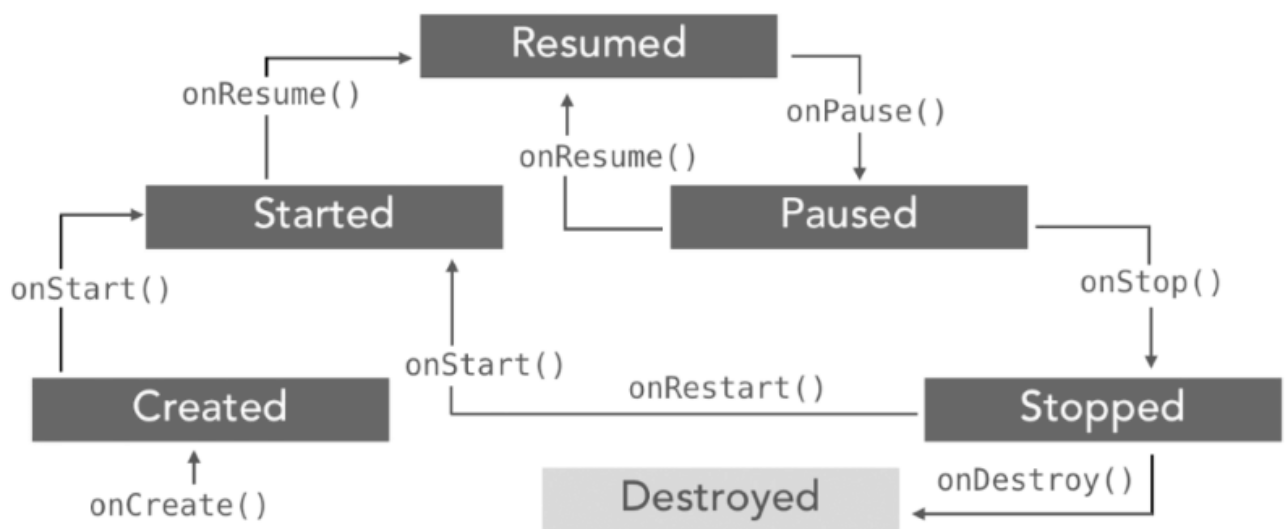 Resumed
onResume()
onPause()
onResume()
Started
Paused
onStart()
onStop()
onStart()
onRestart()
Created
Stopped
onCreate()
Destroyed
onDestroy()